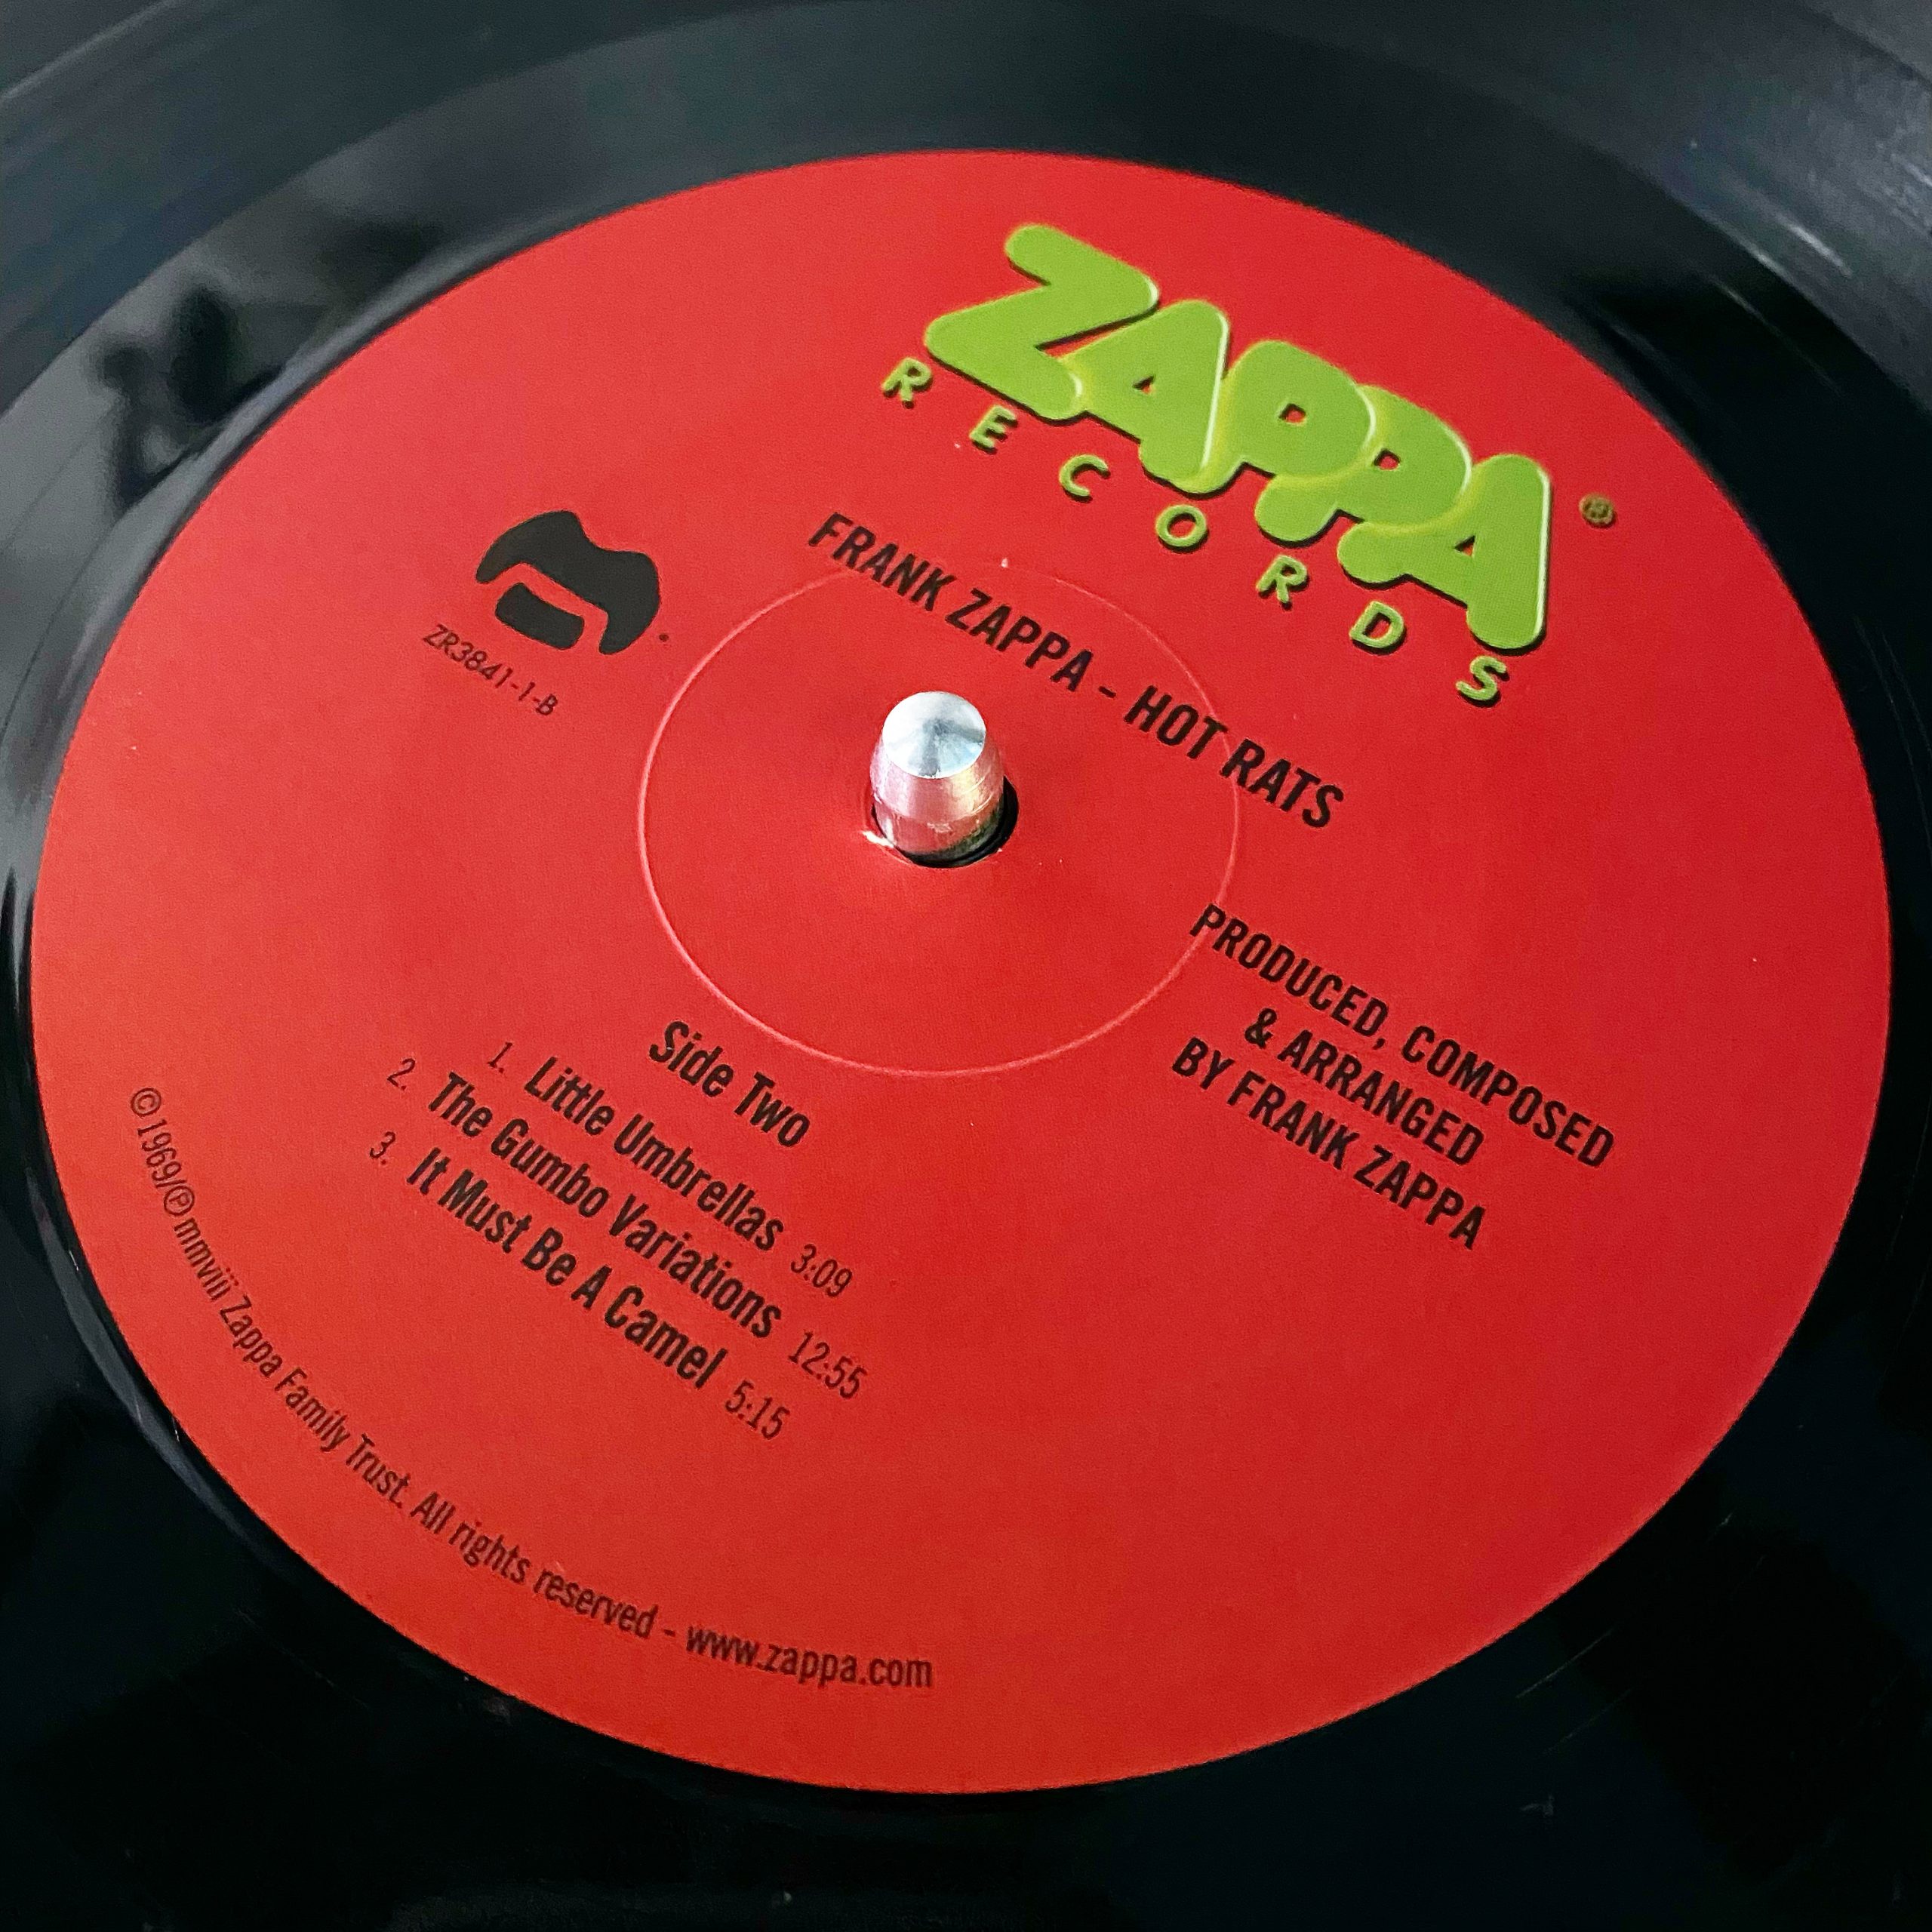 ZAPPA ®
RECORDS
FRANK ZAPPA - HOT RATS
ZR3841-1-B
PRODUCED, COMPOSED
& ARRANGED
BY FRANK ZAPPA
Side Two
1. Little Umbrellas 3:09
2. The Gumbo Variations 12:55
3. It Must Be A Camel 5:15
©1969/℗ mmviii Zappa Family Trust. All rights reserved - www.zappa.com